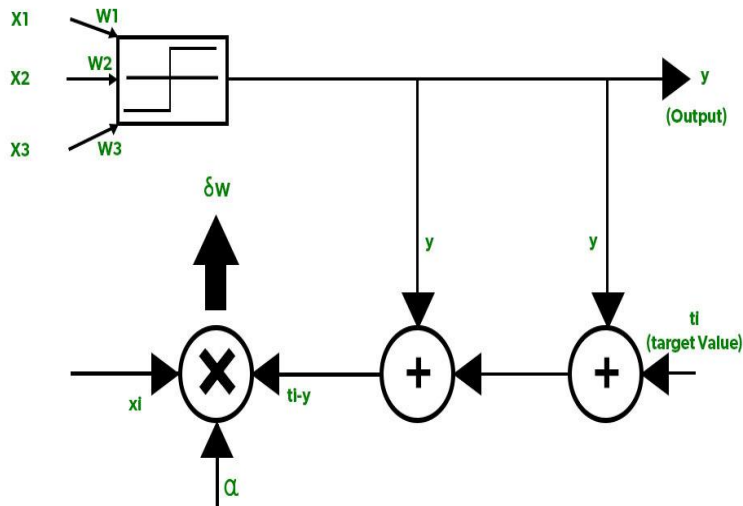 X1
W1
X2
W2
X3
W3
y
(Output)
δw
y
y
ti
(target Value)
xi
ti-y
α